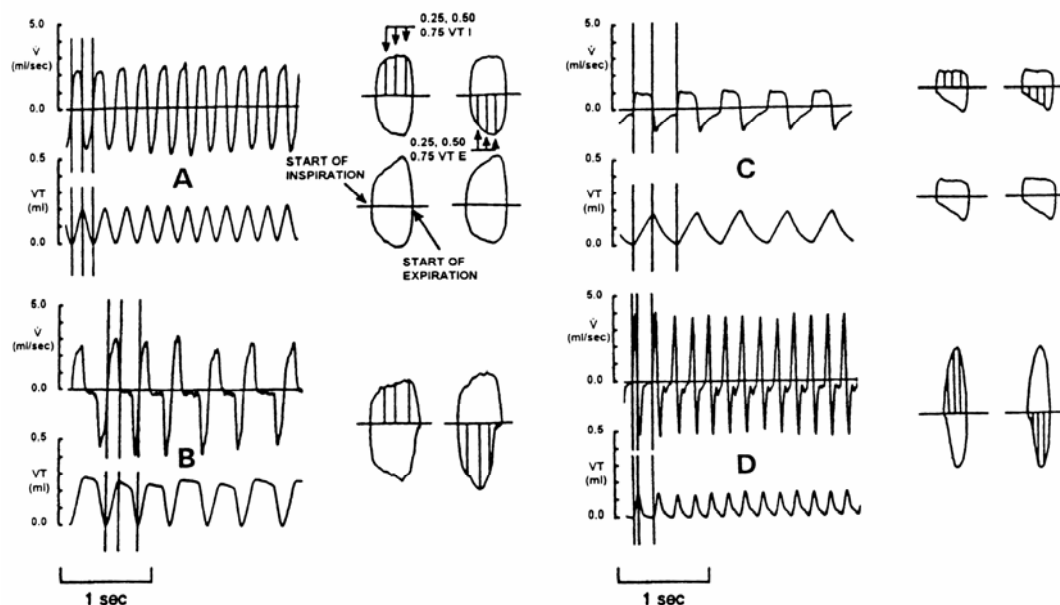 5.0
V̇
(ml/sec)
0.0
0.5
VT
(ml)
0.0
A
0.25, 0.50
0.75 VT I
0.25, 0.50
0.75 VT E
START OF
INSPIRATION
START OF
EXPIRATION
5.0
V̇
(ml/sec)
0.0
0.5
VT
(ml)
0.0
B
1 sec
5.0
V̇
(ml/sec)
0.0
0.5
VT
(ml)
0.0
C
5.0
V̇
(ml/sec)
0.0
0.5
VT
(ml)
0.0
D
1 sec